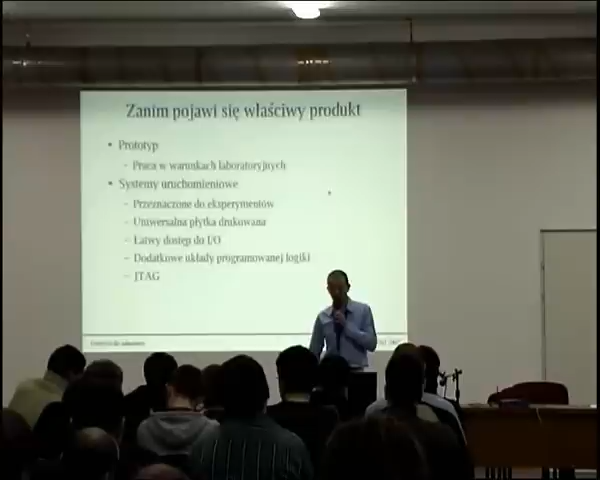 Zanim pojawi się właściwy produkt
• Prototyp
– Praca w warunkach laboratoryjnych
• Systemy uruchomieniowe
– Przeznaczone do eksperymentów
– Uniwersalna płytka drukowana
– Łatwy dostęp do I/O
– Dodatkowe układy programowanej logiki
– JTAG